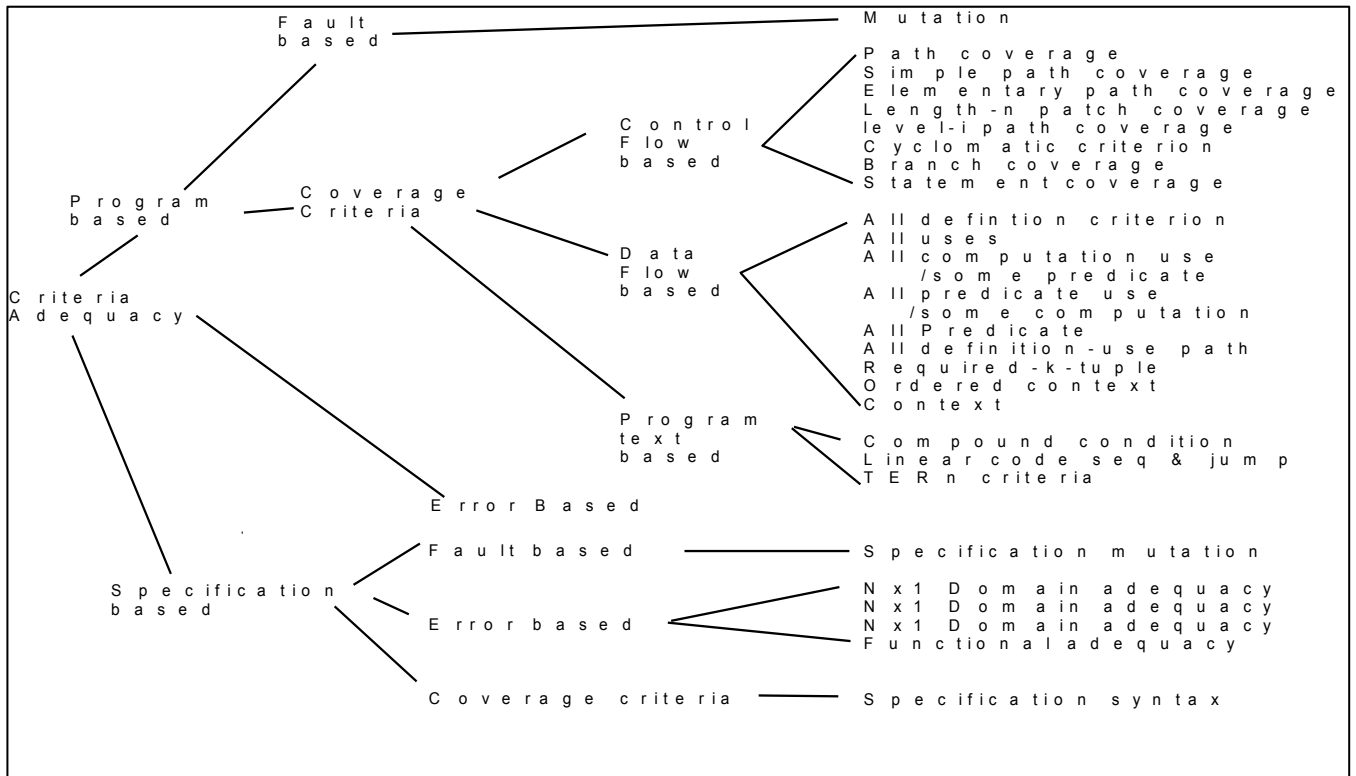 Fault
based
Mutation
Path coverage
Simple path coverage
Elementary path coverage
Length-n patch coverage
level-i path coverage
Cyclomatic criterion
Branch coverage
Statement coverage
Control
Flow
based
Coverage
Criteria
Program
based
All defintion criterion
All uses
All computation use
/some predicate
All predicate use
/some computation
All Predicate
All definition-use path
Required-k-tuple
Ordered context
Context
Data
Flow
based
Criteria
Adequacy
Program
text
based
Compound condition
Linear code seq & jump
TERn criteria
Error Based
Fault based
Specification mutation
Specification
based
Error based
Nx1 Domain adequacy
Nx1 Domain adequacy
Nx1 Domain adequacy
Functional adequacy
Coverage criteria
Specification syntax